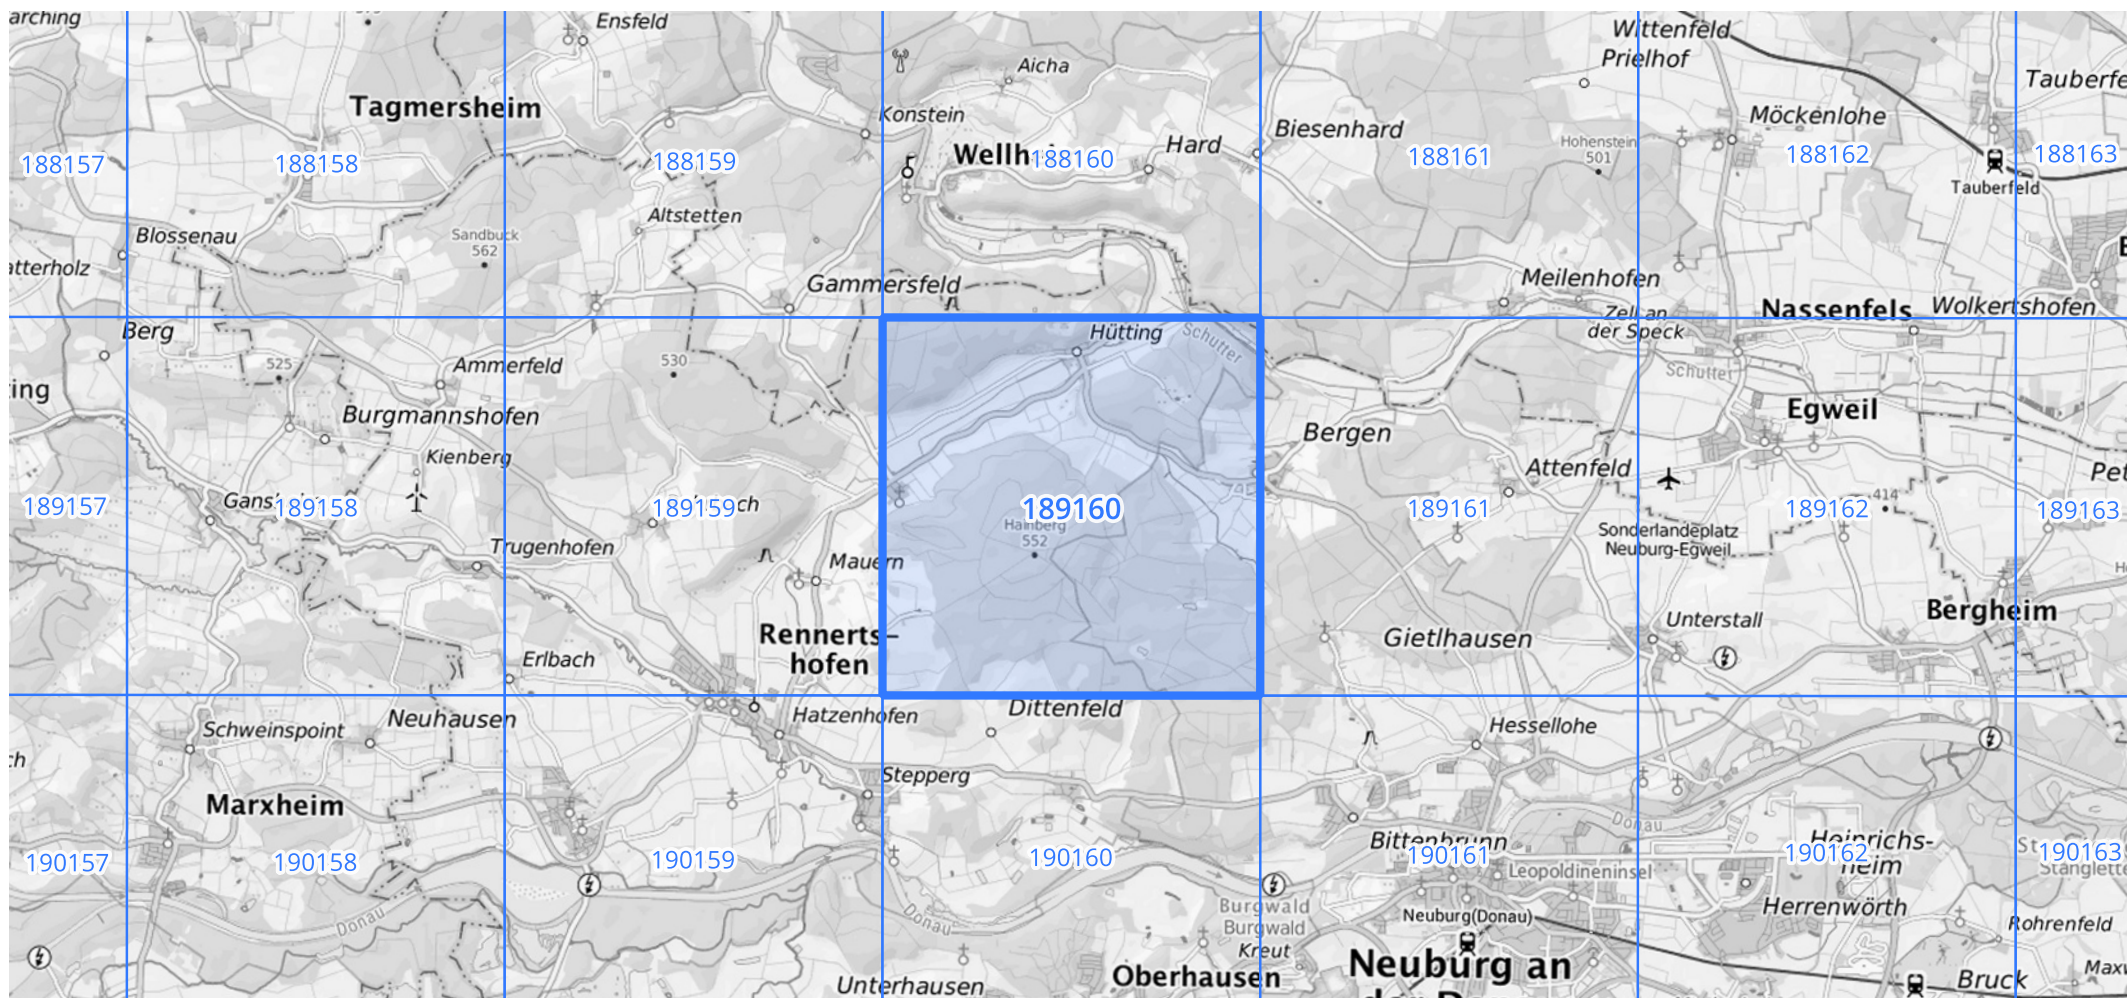 arching
Ensfeld
Wittenfeld
Prielhof
Aicha
Tauberfe
Tagmersheim
Konstein
Biesenhard
Möckenlohe
Hohenstein
501
Hard
Wellh
188157
188158
188159
188160
188161
188162
188163
Tauberfeld
Altstetten
Blossenau
Sandbuck
562
atterholz
Gammersfeld
Meilenhofen
Nassenfels
Wolkertshofen
Zell an
der Speck
Berg
Hütting
Schutter
525
Ammerfeld
530
Schutter
ing
Burgmannshofen
Bergen
Egweil
Kienberg
Attenfeld
Pet
414
189157
189158
189159
ch
189160
189161
189162
189163
Hainberg
552
Sonderlandeplatz
Neuburg-Egweil
Trugenhofen
Mauern
Rennerts-
hofen
Erlbach
Gietlhausen
Unterstall
Bergheim
Schweinspoint
Neuhausen
Hatzenhofen
Dittenfeld
Hessellohe
ch
Stepperg
Marxheim
Donau
Bittenbrunn
Heinrichs-
heim
190157
190158
190159
190160
190161
190162
190163
Leopoldineninsel
Donau
Donau
Burgwald
Burgwald
Kreut
Neuburg(Donau)
Herrenwörth
Rohrenfeld
Unterhausen
Oberhausen
Neuburg an
Bruck
Maxw